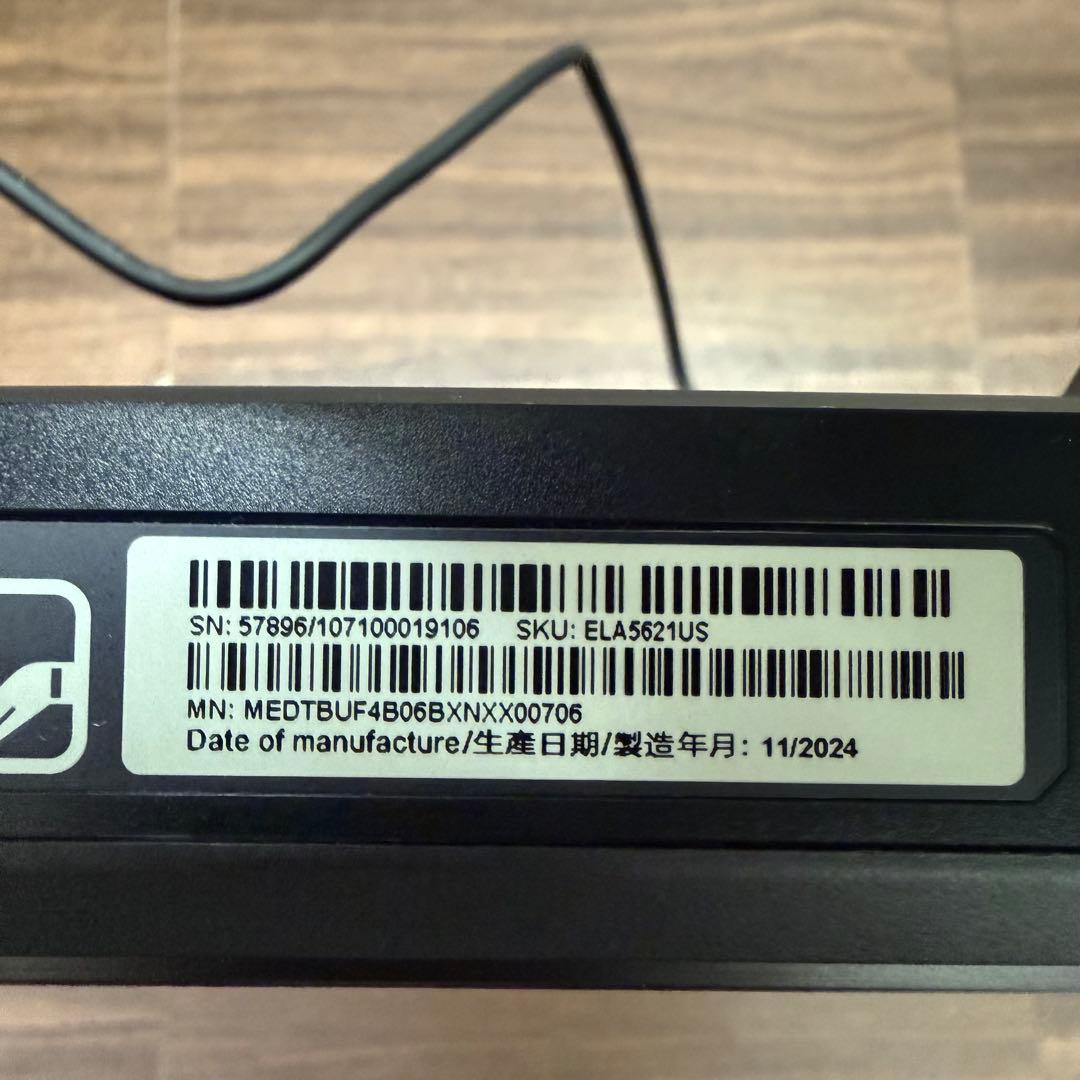 SN: 57896/107100019106 SKU: ELA5621US
MN: MEDTBUF4B06BXNXX00706
Date of manufacture/生產日期/製造年月: 11/2024